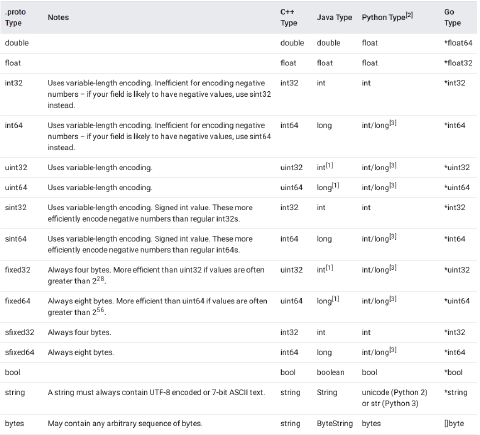 .proto Type Notes C++ Type Java Type Python Type[2] Go Type
double double double float *float64
float float float float *float32
int32 Uses variable-length encoding. Inefficient for encoding negative numbers – if your field is likely to have negative values, use sint32 instead. int32 int int *int32
int64 Uses variable-length encoding. Inefficient for encoding negative numbers – if your field is likely to have negative values, use sint64 instead. int64 long int/long[3] *int64
uint32 Uses variable-length encoding. uint32 int[1] int/long[3] *uint32
uint64 Uses variable-length encoding. uint64 long[1] int/long[3] *uint64
sint32 Uses variable-length encoding. Signed int value. These more efficiently encode negative numbers than regular int32s. int32 int int *int32
sint64 Uses variable-length encoding. Signed int value. These more efficiently encode negative numbers than regular int64s. int64 long int/long[3] *int64
fixed32 Always four bytes. More efficient than uint32 if values are often greater than 2^28. uint32 int[1] int/long[3] *uint32
fixed64 Always eight bytes. More efficient than uint64 if values are often greater than 2^56. uint64 long[1] int/long[3] *uint64
sfixed32 Always four bytes. int32 int int *int32
sfixed64 Always eight bytes. int64 long int/long[3] *int64
bool bool boolean bool *bool
string A string must always contain UTF-8 encoded or 7-bit ASCII text. string String unicode (Python 2) or str (Python 3) *string
bytes May contain any arbitrary sequence of bytes. string ByteString bytes []byte